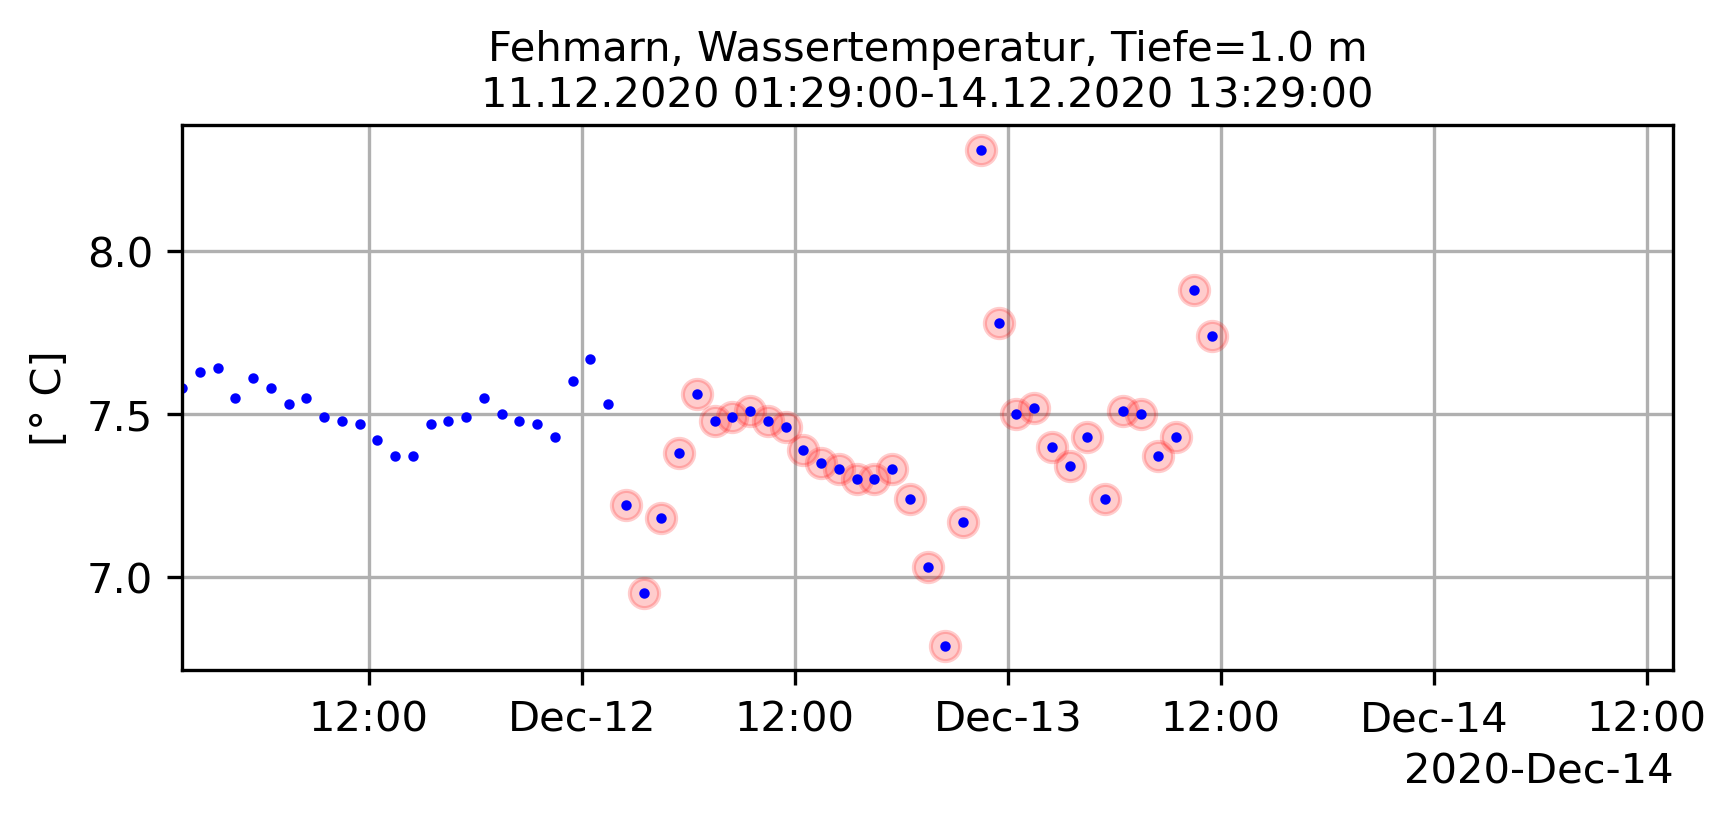 Fehmarn, Wassertemperatur, Tiefe=1.0 m
11.12.2020 01:29:00-14.12.2020 13:29:00
[° C]
8.0
7.5
7.0
12:00 Dec-12 12:00 Dec-13 12:00 Dec-14 12:00
2020-Dec-14